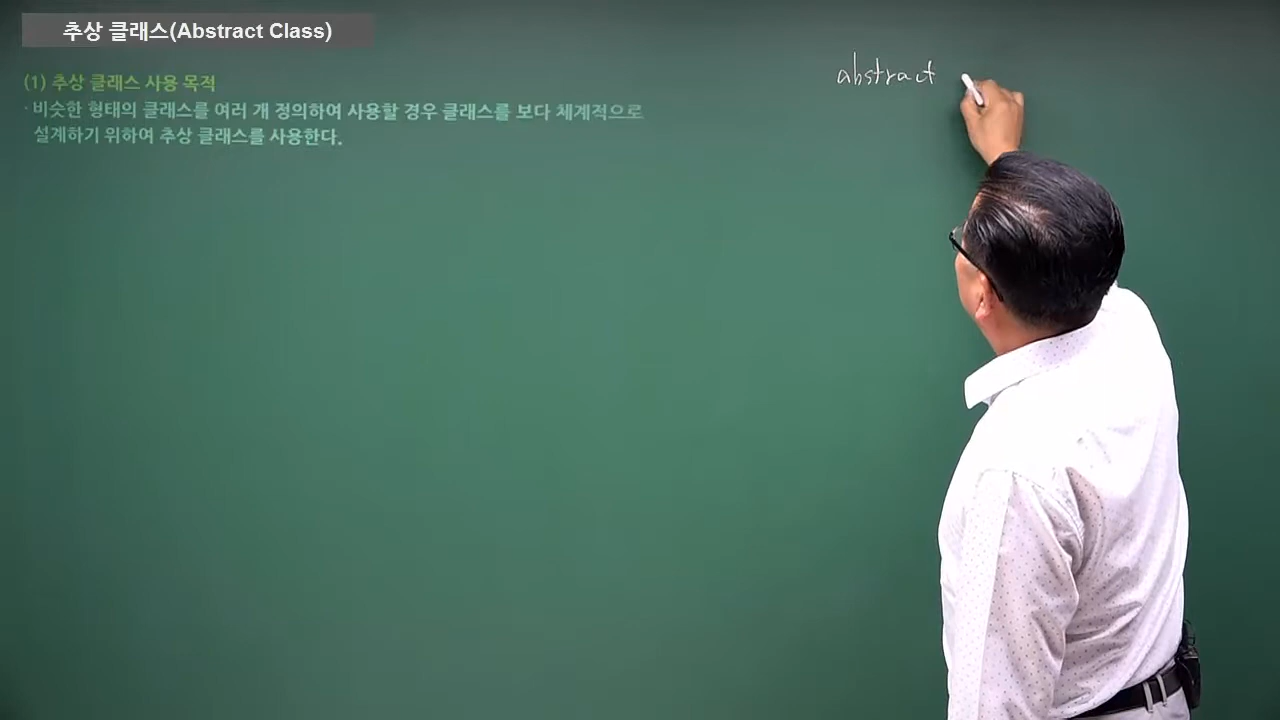 추상 클래스(Abstract Class)
(1) 추상 클래스 사용 목적
· 비슷한 형태의 클래스를 여러 개 정의하여 사용할 경우 클래스를 보다 체계적으로
설계하기 위하여 추상 클래스를 사용한다.
abstract